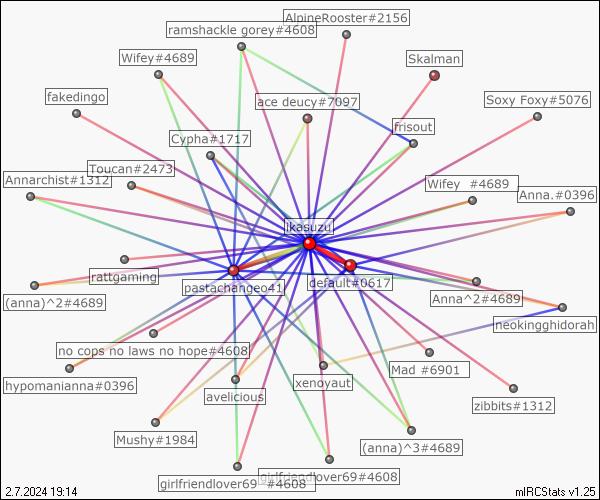 AlpineRooster#2156
ramshackle gorey#4608
Wifey#4689
Skalman
fakedingo
ace deucy#7097
Soxy Foxy#5076
frisout
Cypha#1717
Toucan#2473
Annarchist#1312
Wifey #4689
Anna.#0396
ikasuzu
rattgaming
pastachangeo41
default#0617
(anna)^2#4689
Anna^2#4689
neokingghidorah
no cops no laws no hope#4608
Mad #6901
hypomanianna#0396
xenoyaut
avelicious
zibbits#1312
Mushy#1984
(anna)^3#4689
girlfriendlover69 #4608
girlfriendlover69#4608
2.7.2024 19:14
mIRCStats v1.25